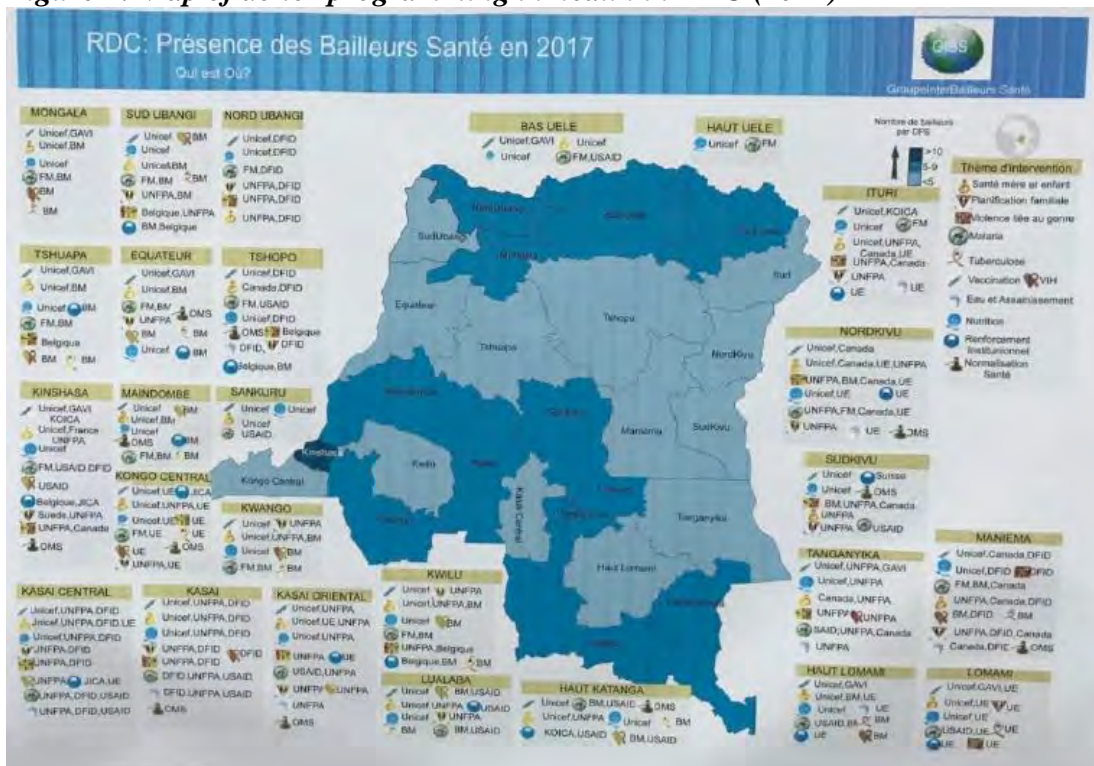 RDC: Présence des Bailleurs Santé en 2017
Qui est Où?
GIBS
GroupeInterBailleurs Santé
MONGALA
Unicef,GAVI
Unicef,BM
Unicef
FM,BM
BM
BM
SUD UBANGI
Unicef BM
Unicef
Unicef,BM
FM,BM BM
UNFPA,BM
Belgique,UNFPA
BM,Belgique
NORD UBANGI
Unicef,DFID
Unicef,DFID
FM,DFID
UNFPA,DFID
UNFPA,DFID
UNFPA,DFID
BAS UELE
Unicef,GAVI Unicef
Unicef FM,USAID
HAUT UELE
Unicef FM
Nombre de bailleurs
par DPS
>10
5-9
<5
Thème d'intervention
Santé mère et enfant
Planification familiale
Violence liée au genre
Malaria
Tuberculose
Vaccination VIH
Eau et Assainissement
Nutrition
Renforcement
Institutionnel
Normalisation
Santé
ITURI
Unicef,KOICA
Unicef FM
Unicef,UNFPA,
Canada,UE
UNFPA,Canada
UNFPA
UE UE
TSHUAPA
Unicef,GAVI
Unicef,BM
Unicef BM
FM,BM
Belgique
BM BM
EQUATEUR
Unicef,GAVI
Unicef,BM
FM,BM OMS
UNFPA
BM BM
Unicef BM
TSHOPO
Unicef,DFID
Canada,DFID
FM,USAID
Unicef,DFID
OMS Belgique
DFID, DFID
Belgique,BM
NORDKIVU
Unicef,Canada
Unicef,Canada,UE,UNFPA
UNFPA,BM,Canada,UE
Unicef,UE UE
UNFPA,FM,Canada,UE
UNFPA UE OMS
KINSHASA
Unicef,GAVI
KOICA
Unicef,France
UNFPA
Unicef
FM,USAID,DFID
USAID
Belgique,JICA
Suede,UNFPA
UNFPA,Canada
OMS
MAINDOMBE
Unicef BM
Unicef,BM
Unicef
OMS BM
FM,BM BM
SANKURU
Unicef Unicef
Unicef
USAID
KONGO CENTRAL
Unicef,UE JICA
Unicef,UNFPA,UE
Unicef,UE UE
FM,UE UE
UE OMS
UNFPA,UE
KWANGO
Unicef UNFPA
Unicef,UNFPA,BM
Unicef BM
FM,BM BM
SUDKIVU
Unicef Suisse
Unicef OMS
BM,UNFPA,Canada
UNFPA
UNFPA USAID
TANGANYIKA
Unicef,UNFPA,GAVI
Unicef,UNFPA
Canada,UNFPA
UNFPA UNFPA
SAID,UNFPA,Canada
UNFPA
MANIEMA
Unicef,Canada,DFID
Unicef,DFID DFID
FM,BM,Canada
UNFPA,Canada,DFID
BM,DFID BM
UNFPA,DFID,Canada
Canada,DFID OMS
KASAI CENTRAL
Unicef,UNFPA,DFID
Unicef,UNFPA,DFID,UE
Unicef,UNFPA,DFID
UNFPA,DFID
UNFPA,DFID
UNFPA JICA,UE
UNFPA,DFID,USAID
UNFPA,DFID,USAID
KASAI
Unicef,UNFPA,DFID
Unicef,UNFPA,DFID
Unicef,UNFPA,DFID
UNFPA,DFID
UNFPA,DFID DFID
DFID,UNFPA,USAID
DFID,UNFPA,USAID
OMS
KASAI ORIENTAL
Unicef,UNFPA
Unicef,UE,UNFPA
Unicef,UNFPA
UNFPA UE
USAID,UNFPA
UNFPA UNFPA
UNFPA
OMS
KWILU
Unicef UNFPA
Unicef,UNFPA,BM
Unicef BM
FM,BM
UNFPA,Belgique
Belgique,BM BM
LUALABA
Unicef BM,USAID
Unicef,UNFPA USAID
Unicef UNFPA
BM BM,USAID
HAUT KATANGA
Unicef BM,USAID OMS
Unicef,UNFPA Unicef BM
KOICA,USAID BM,USAID
HAUT LOMAMI
Unicef,GAVI
Unicef,BM,UE
Unicef UE
USAID,BM BM
UE BM
LOMAMI
Unicef,GAVI,UE
Unicef,UE UE
Unicef,UE
USAID,UE UE
UE UE
SudUbangi
Equateur
Tshuapa
Tshopo
Ituri
NordKivu
SudKivu
Maniema
Kinshasa
Kongo Central
Kwilu
Kasai Central
Tanganyika
Haut Lomami